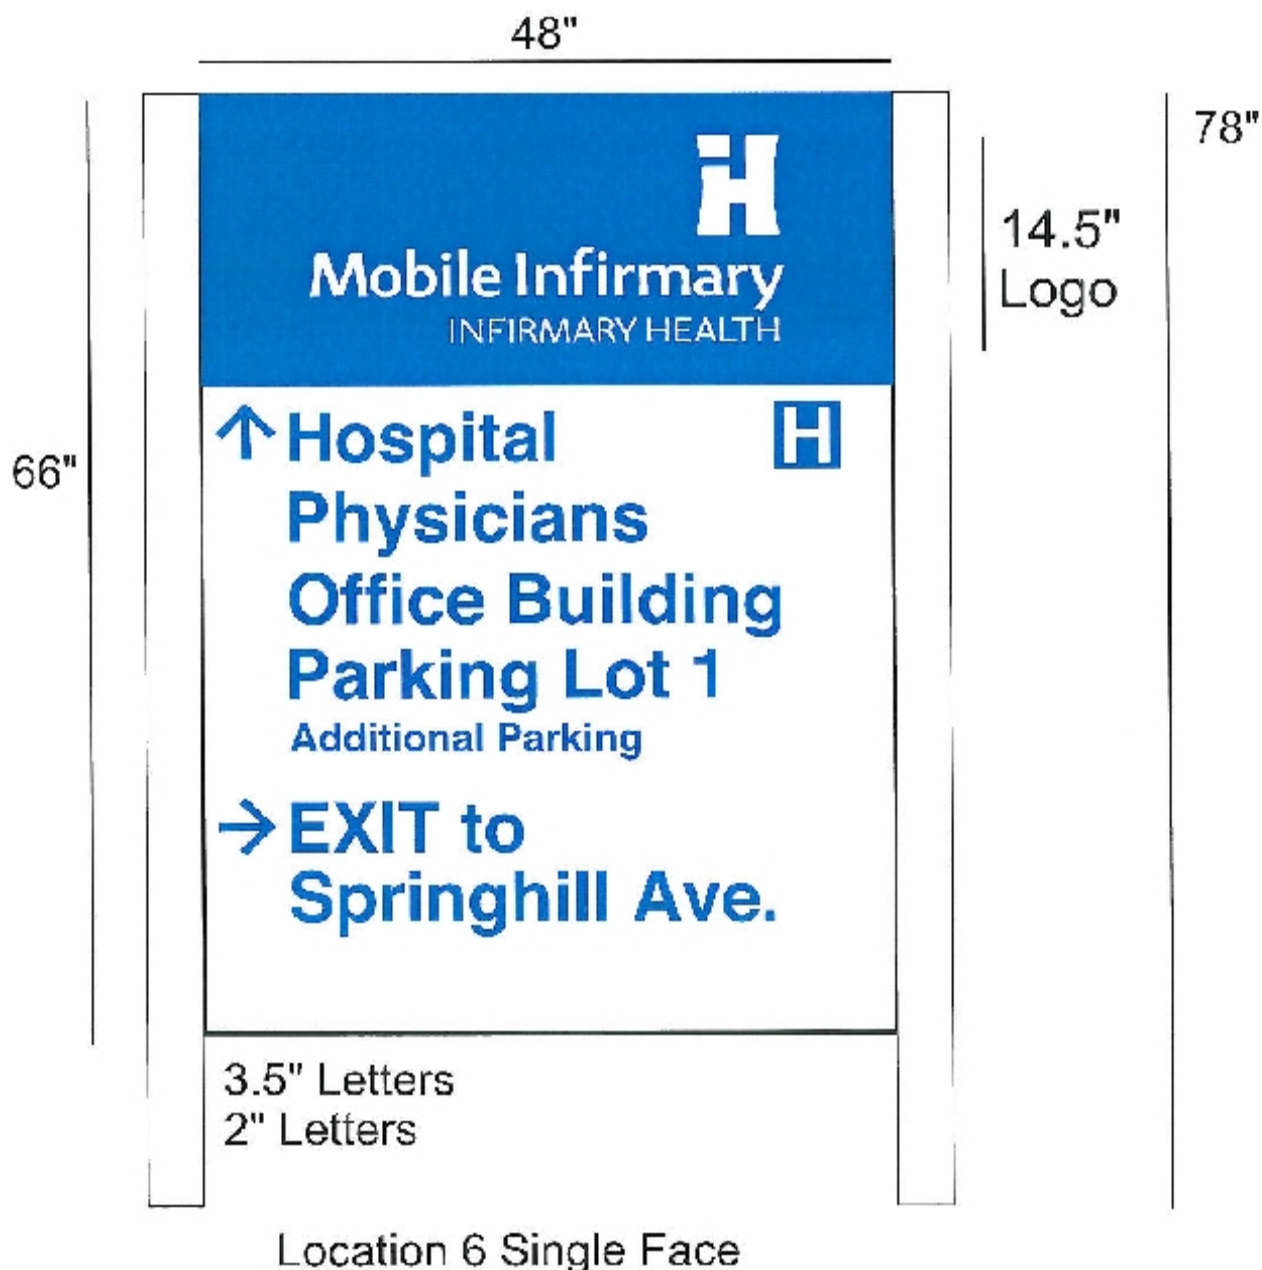 48"
78"
H
14.5"
Logo
Mobile Infirmary
INFIRMARY HEALTH
↑ Hospital H
66"
Physicians
Office Building
Parking Lot 1
Additional Parking
→ EXIT to
Springhill Ave.
3.5" Letters
2" Letters
Location 6 Single Face